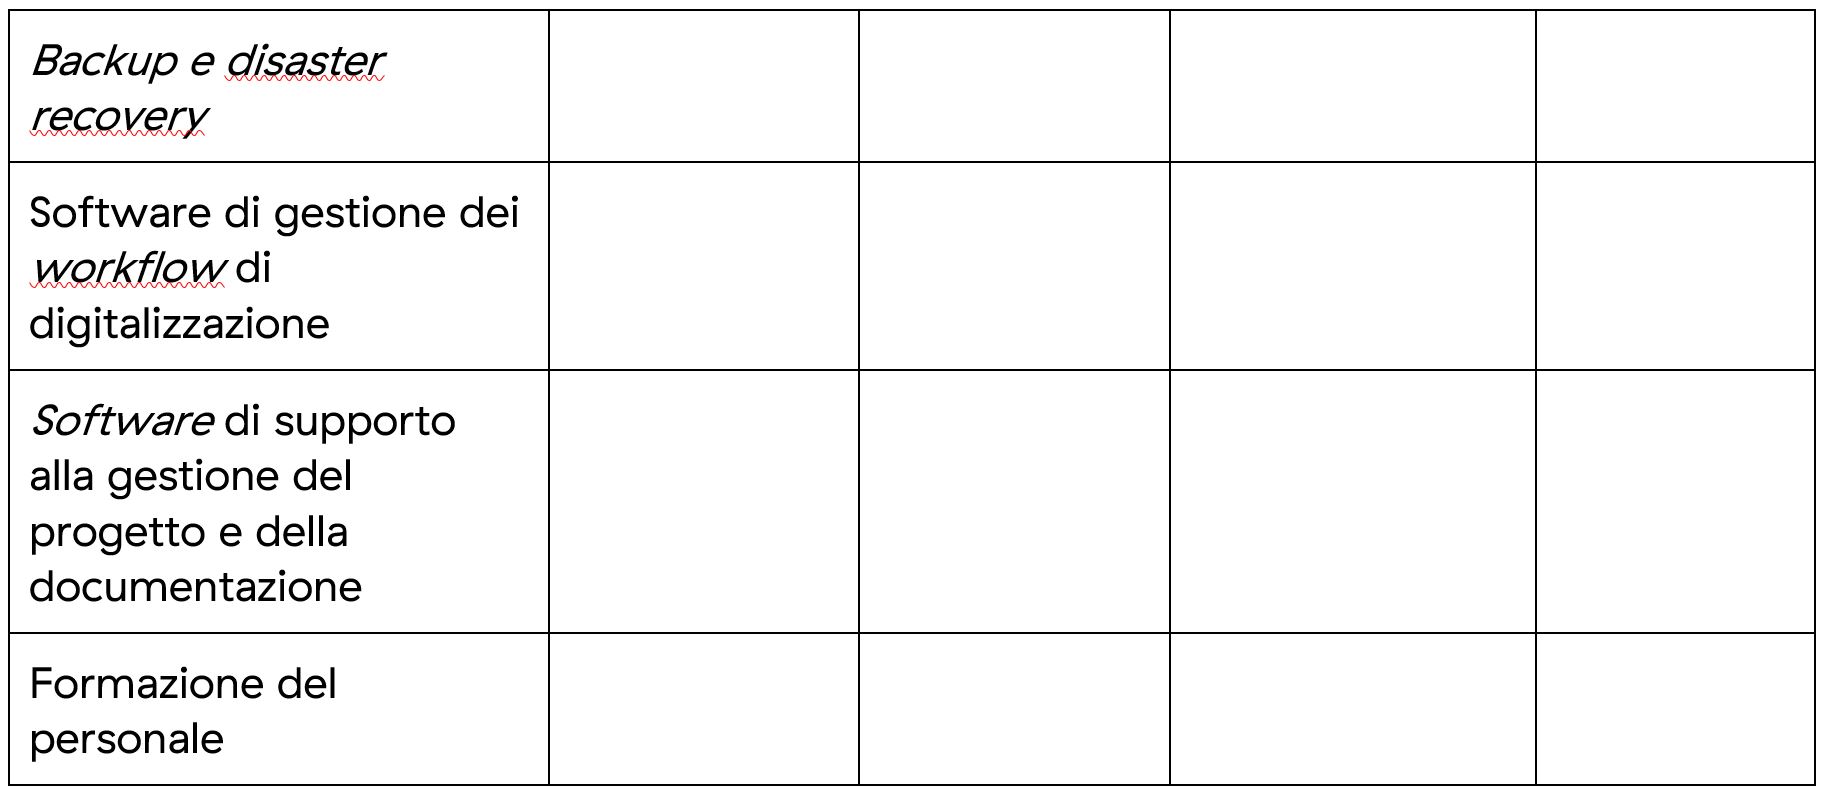 Backup e disaster
recovery
Software di gestione dei
workflow di
digitalizzazione
Software di supporto
alla gestione del
progetto e della
documentazione
Formazione del
personale